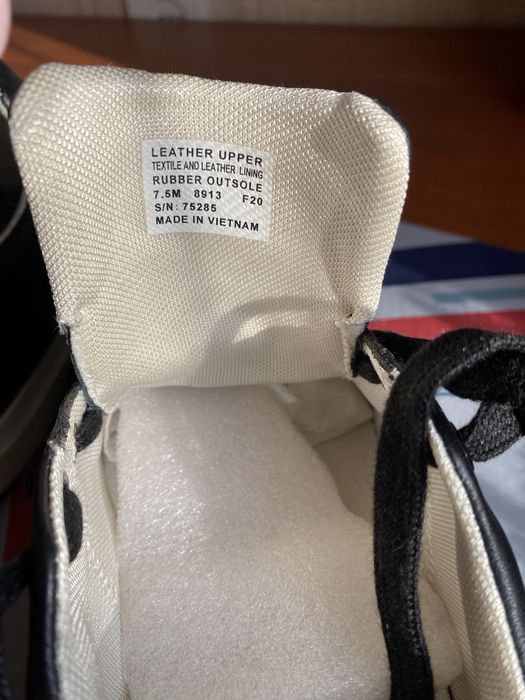 LEATHER UPPER
TEXTILE AND LEATHER LINING
RUBBER OUTSOLE
7.5M 8913 F20
S/N: 75285
MADE IN VIETNAM